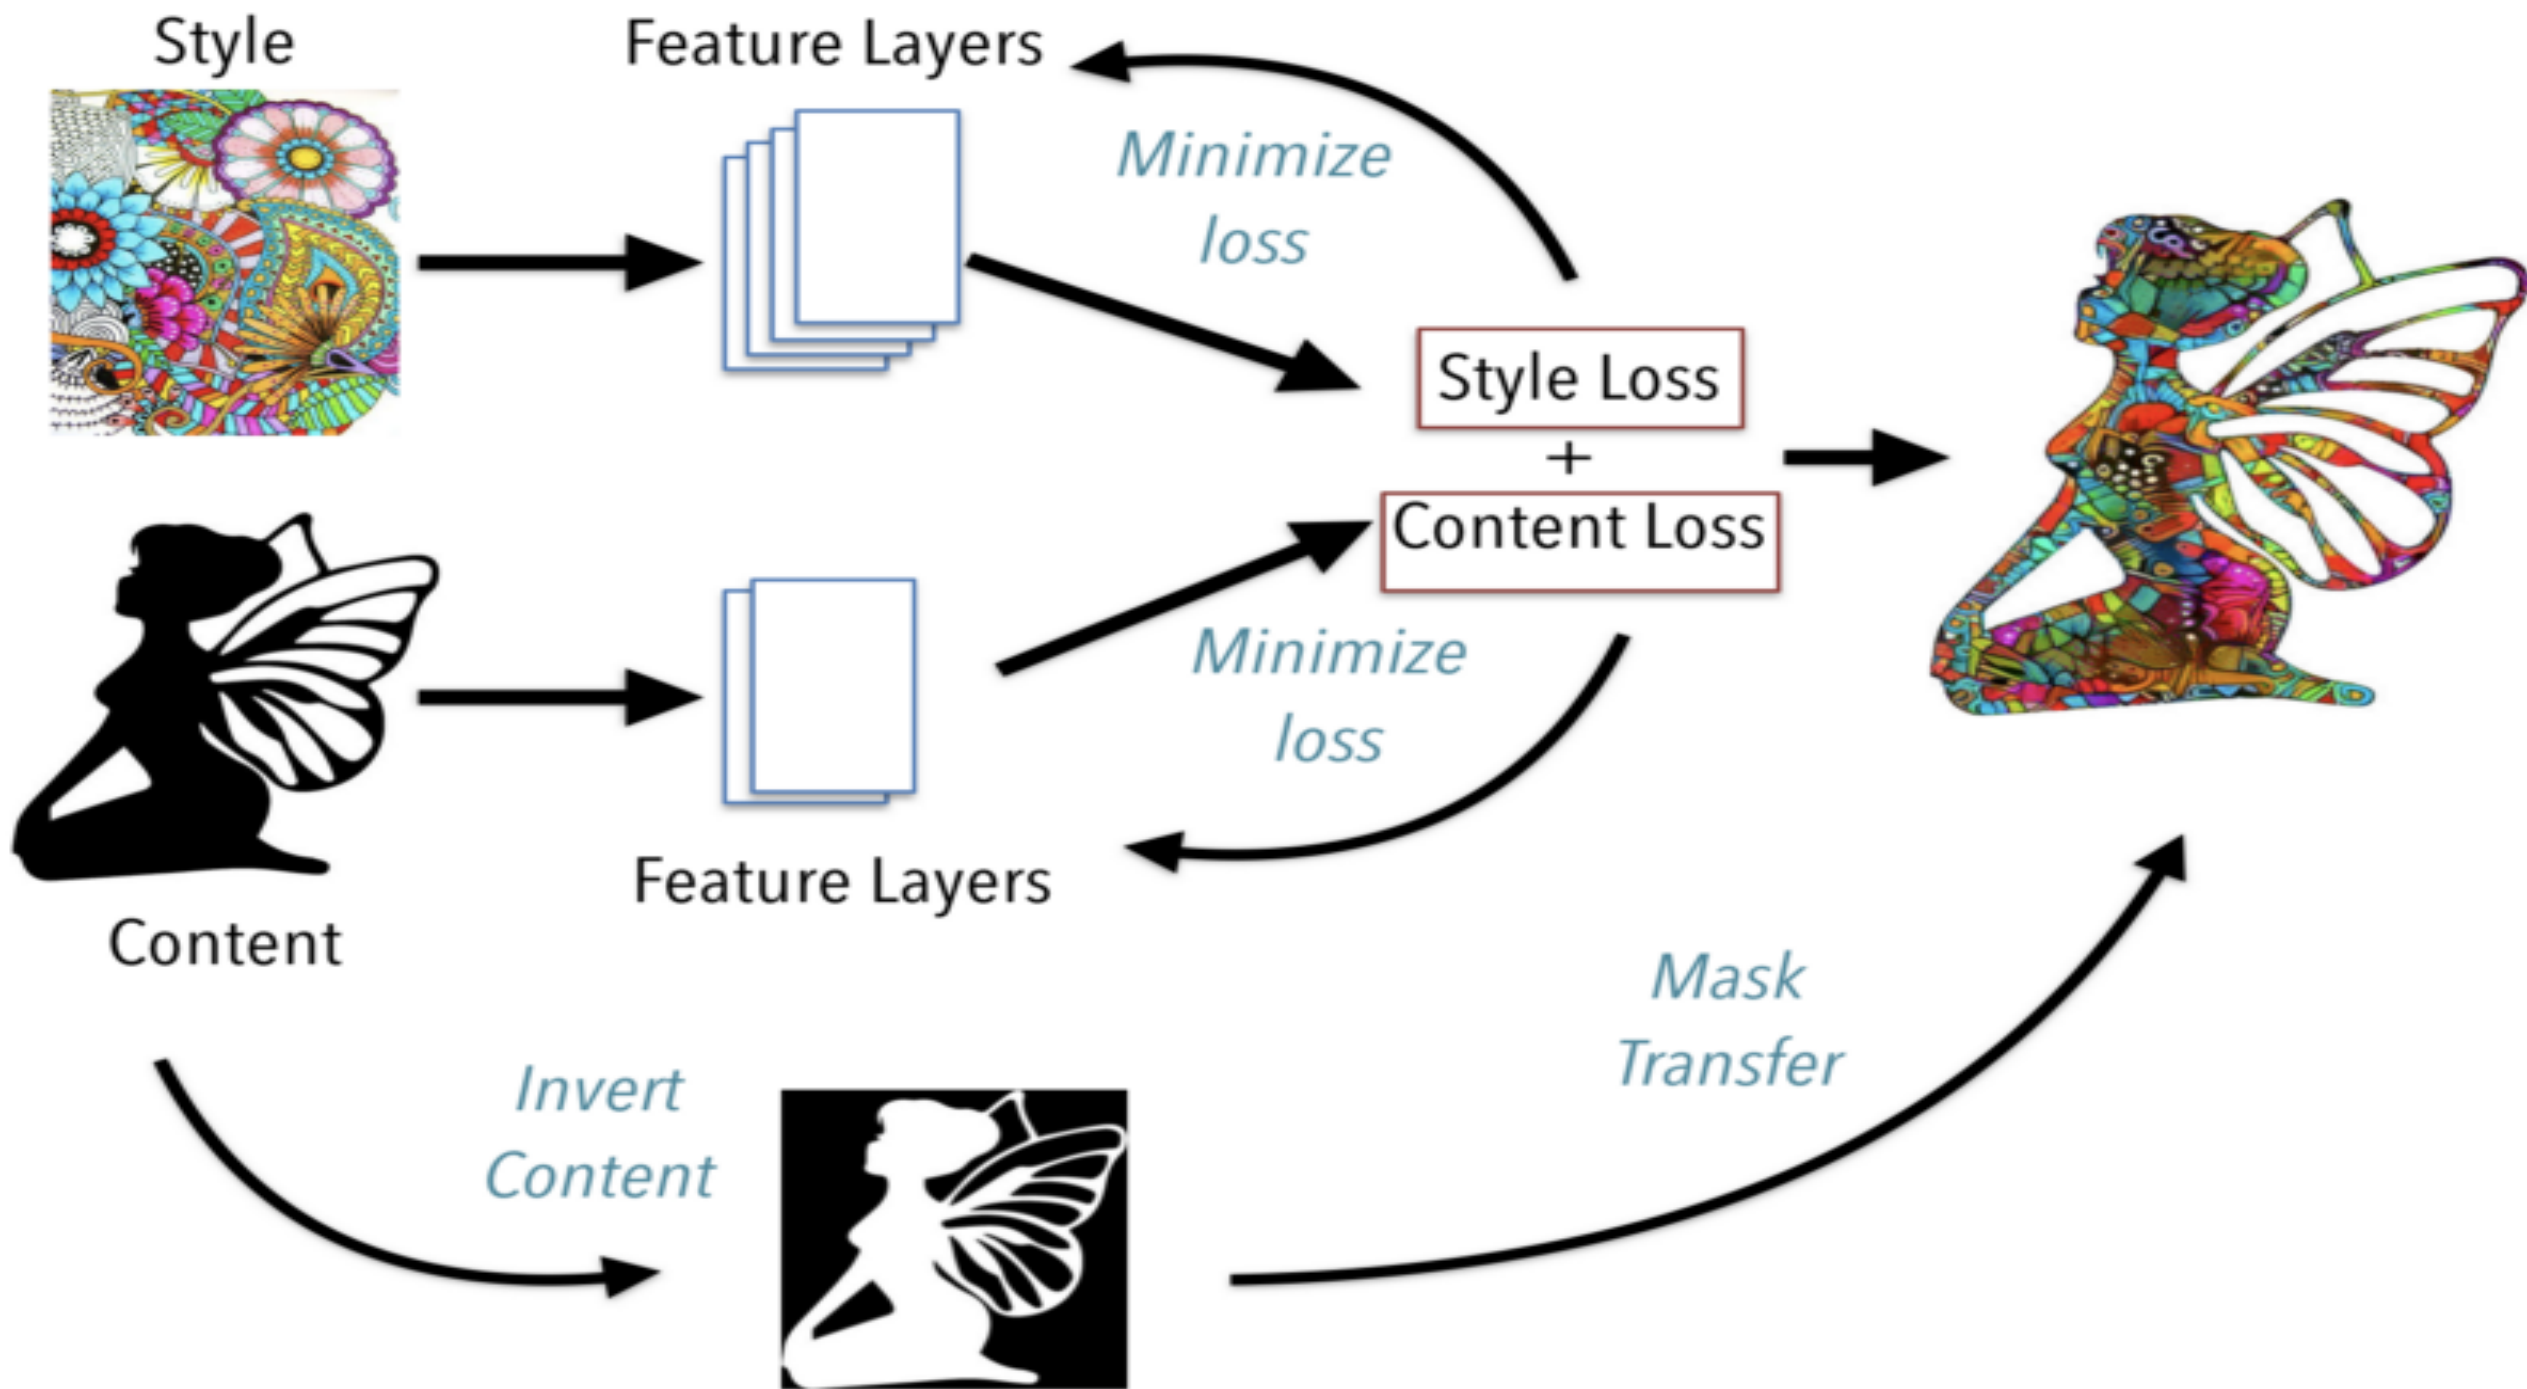 Style
Feature Layers
Minimize
loss
Style Loss
+
Content Loss
Minimize
loss
Feature Layers
Content
Invert
Content
Mask
Transfer